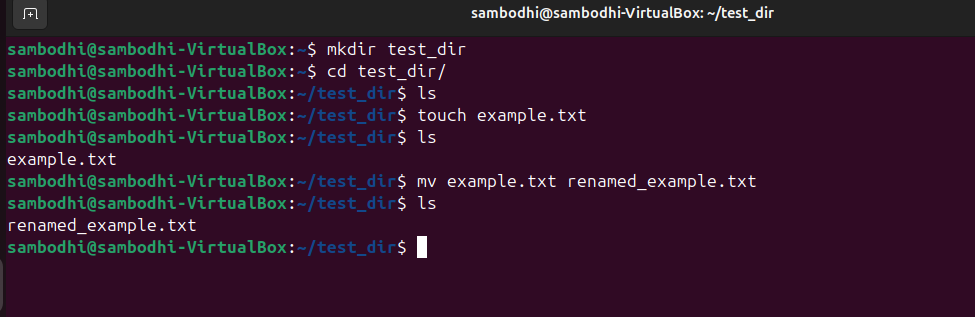 sambodhi@sambodhi-VirtualBox: ~/test_dir
sambodhi@sambodhi-VirtualBox:~$ mkdir test_dir
sambodhi@sambodhi-VirtualBox:~$ cd test_dir/
sambodhi@sambodhi-VirtualBox:~/test_dir$ ls
sambodhi@sambodhi-VirtualBox:~/test_dir$ touch example.txt
sambodhi@sambodhi-VirtualBox:~/test_dir$ ls
example.txt
sambodhi@sambodhi-VirtualBox:~/test_dir$ mv example.txt renamed_example.txt
sambodhi@sambodhi-VirtualBox:~/test_dir$ ls
renamed_example.txt
sambodhi@sambodhi-VirtualBox:~/test_dir$